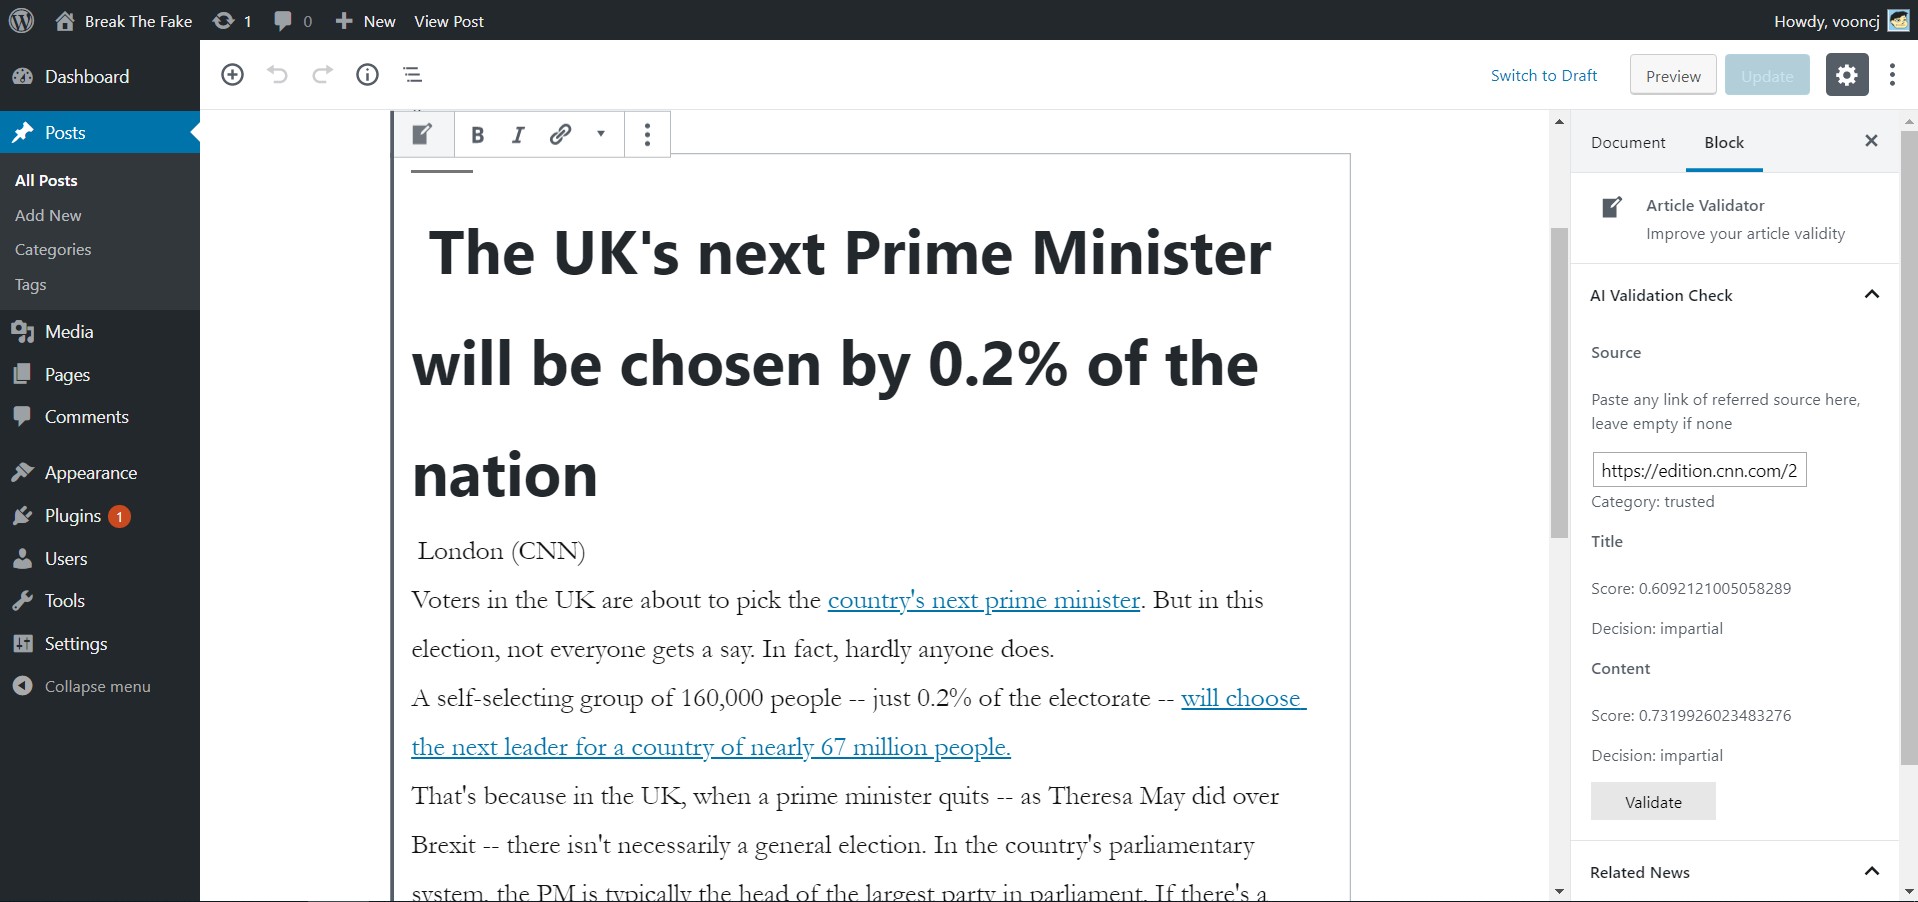 Break The Fake 1 0 New View Post Howdy, vooncj
Dashboard
Posts
All Posts
Add New
Categories
Tags
Media
Pages
Comments
Appearance
Plugins 1
Users
Tools
Settings
Collapse menu
Switch to Draft Preview Update
B I
The UK's next Prime Minister
will be chosen by 0.2% of the
nation
London (CNN)
Voters in the UK are about to pick the country's next prime minister. But in this
election, not everyone gets a say. In fact, hardly anyone does.
A self-selecting group of 160,000 people -- just 0.2% of the electorate -- will choose
the next leader for a country of nearly 67 million people.
That's because in the UK, when a prime minister quits -- as Theresa May did over
Brexit -- there isn't necessarily a general election. In the country's parliamentary
system, the PM is typically the head of the largest party in parliament. If there's a
Document Block
Article Validator
Improve your article validity
AI Validation Check
Source
Paste any link of referred source here,
leave empty if none
https://edition.cnn.com/2
Category: trusted
Title
Score: 0.6092121005058289
Decision: impartial
Content
Score: 0.7319926023483276
Decision: impartial
Validate
Related News